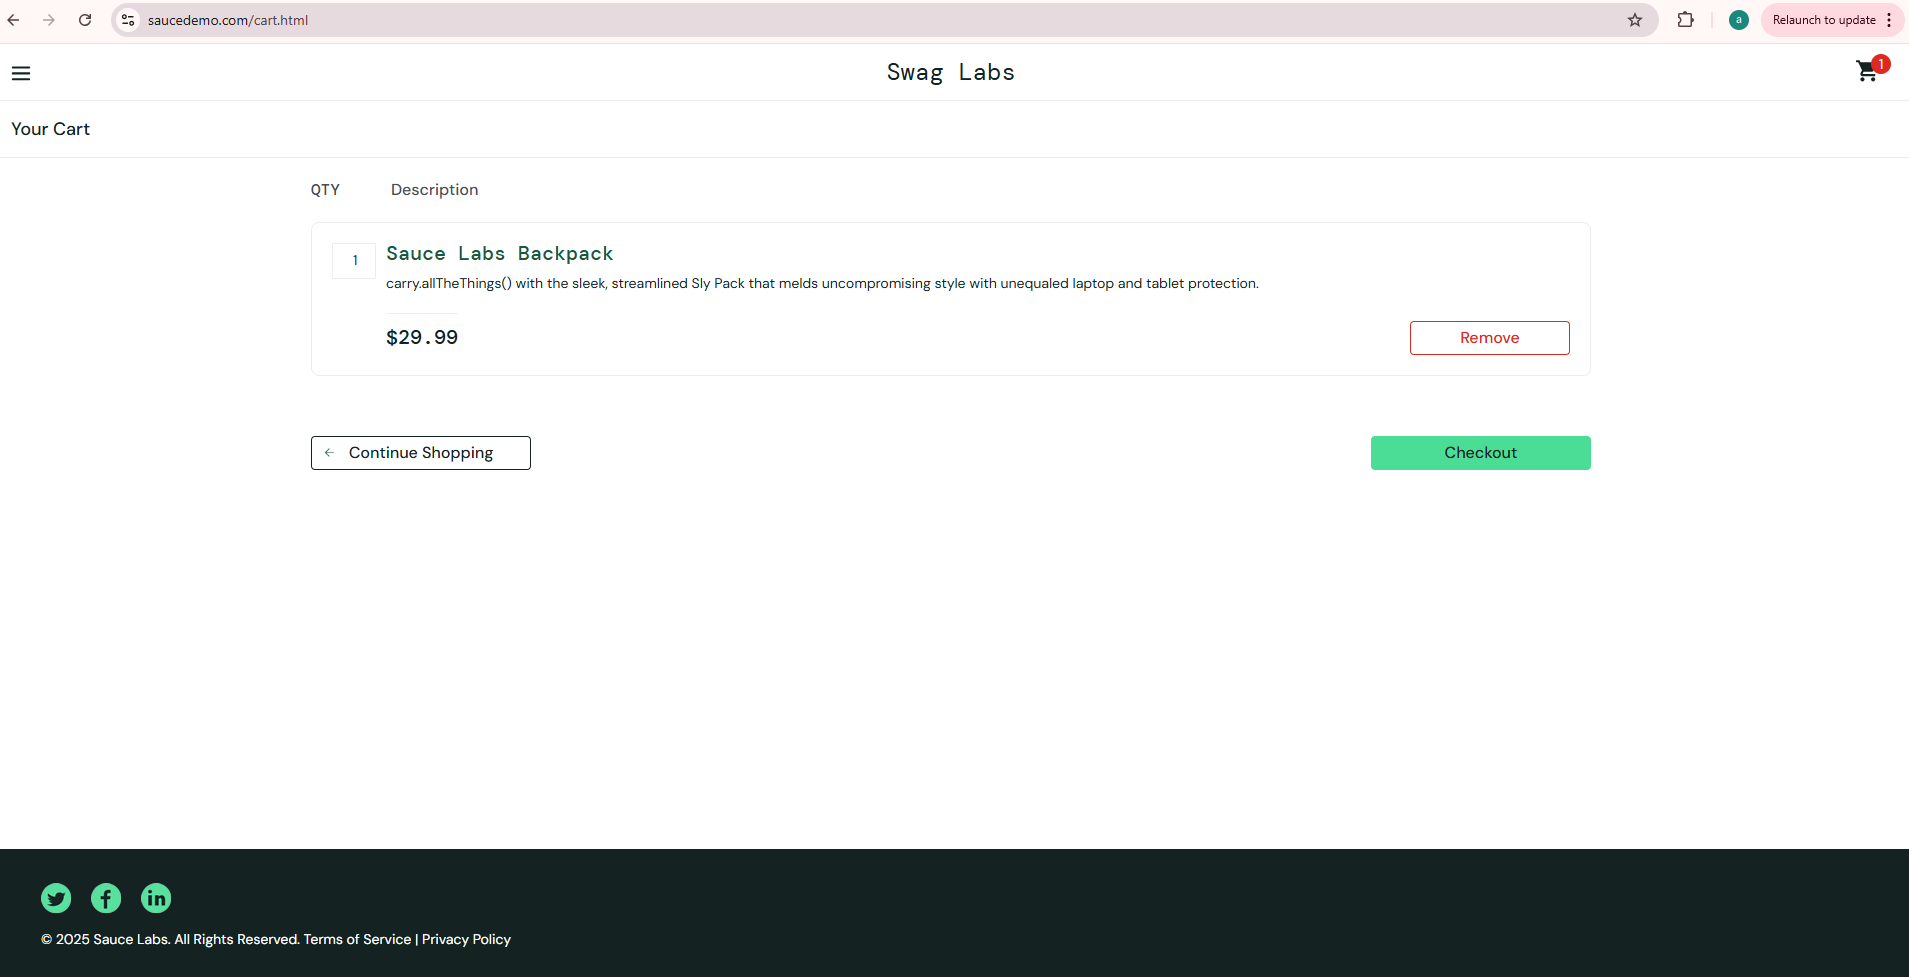 saucedemo.com/cart.html
a
Relaunch to update
Swag Labs
1
Your Cart
QTY Description
1
Sauce Labs Backpack
carry.allTheThings() with the sleek, streamlined Sly Pack that melds uncompromising style with unequaled laptop and tablet protection.
$29.99
Remove
Continue Shopping
Checkout
© 2025 Sauce Labs. All Rights Reserved. Terms of Service | Privacy Policy